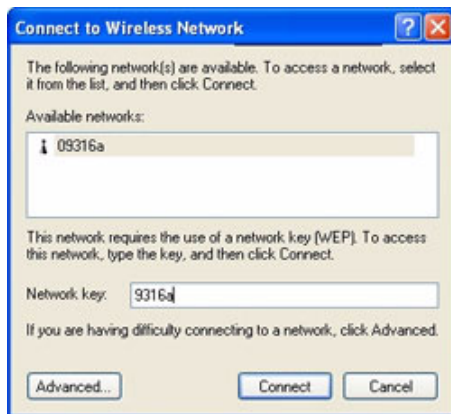 Connect to Wireless Network
The following network(s) are available. To access a network, select
it from the list, and then click Connect.
Available networks:
09316a
This network requires the use of a network key (WEP). To access
this network, type the key, and then click Connect.
Network key: 9316a
If you are having difficulty connecting to a network, click Advanced.
Advanced... Connect Cancel